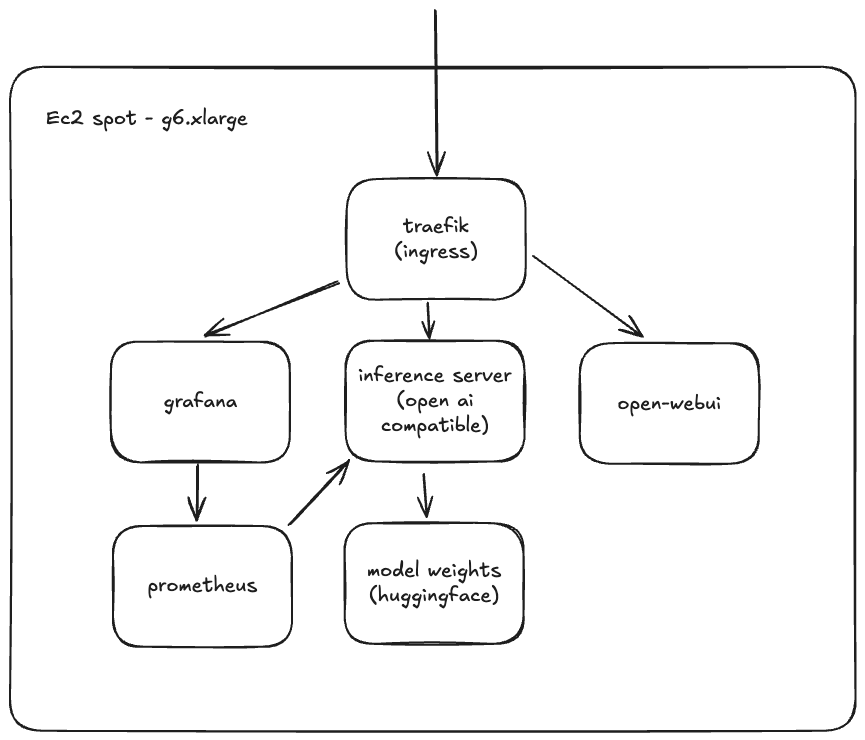 Ec2 spot - g6.xlarge
traefik
(ingress)
grafana
inference server
(open ai
compatible)
open-webui
prometheus
model weights
(huggingface)